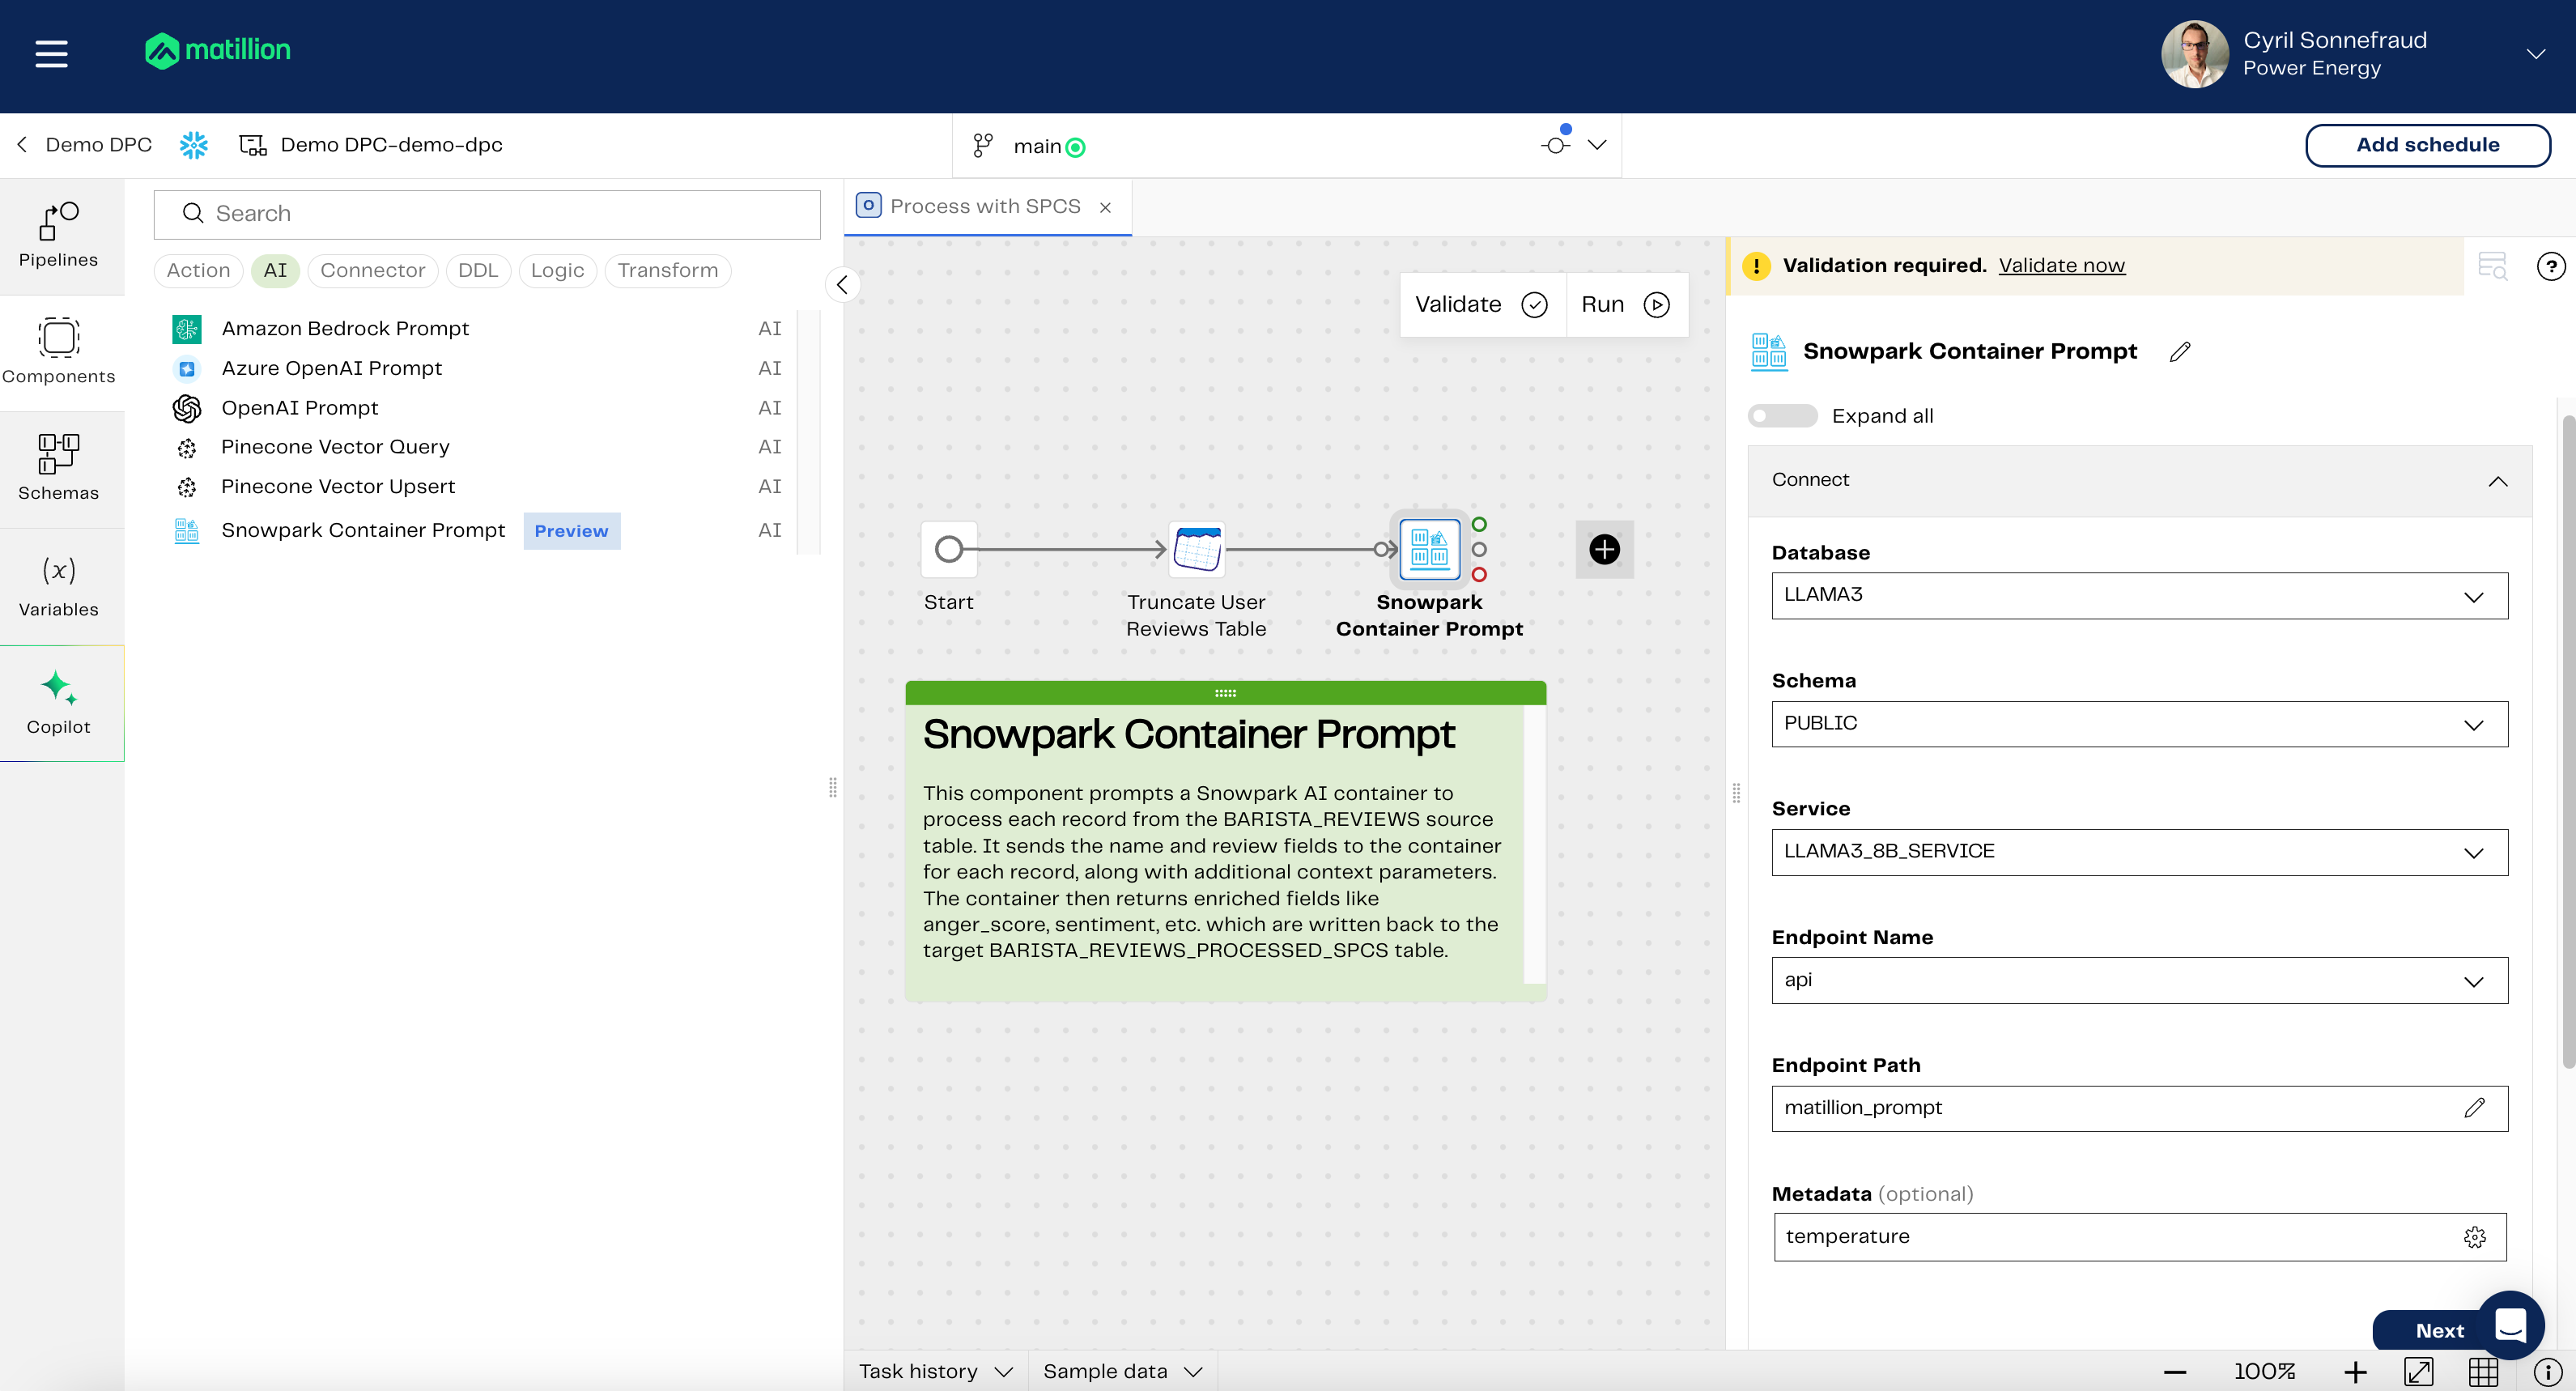 matillion
Cyril Sonnefraud
Power Energy
Demo DPC
Demo DPC-demo-dpc
main
Add schedule
Pipelines
Components
Schemas
(x)
Variables
Copilot
Search
Action
AI
Connector
DDL
Logic
Transform
Amazon Bedrock Prompt AI
Azure OpenAI Prompt AI
OpenAI Prompt AI
Pinecone Vector Query AI
Pinecone Vector Upsert AI
Snowpark Container Prompt Preview AI
O Process with SPCS
Validate
Run
Start
Truncate User
Reviews Table
Snowpark
Container Prompt
Snowpark Container Prompt
This component prompts a Snowpark AI container to
process each record from the BARISTA_REVIEWS source
table. It sends the name and review fields to the container
for each record, along with additional context parameters.
The container then returns enriched fields like
anger_score, sentiment, etc. which are written back to the
target BARISTA_REVIEWS_PROCESSED_SPCS table.
Task history
Sample data
Validation required. Validate now
Snowpark Container Prompt
Expand all
Connect
Database
LLAMA3
Schema
PUBLIC
Service
LLAMA3_8B_SERVICE
Endpoint Name
api
Endpoint Path
matillion_prompt
Metadata (optional)
temperature
Next
100%